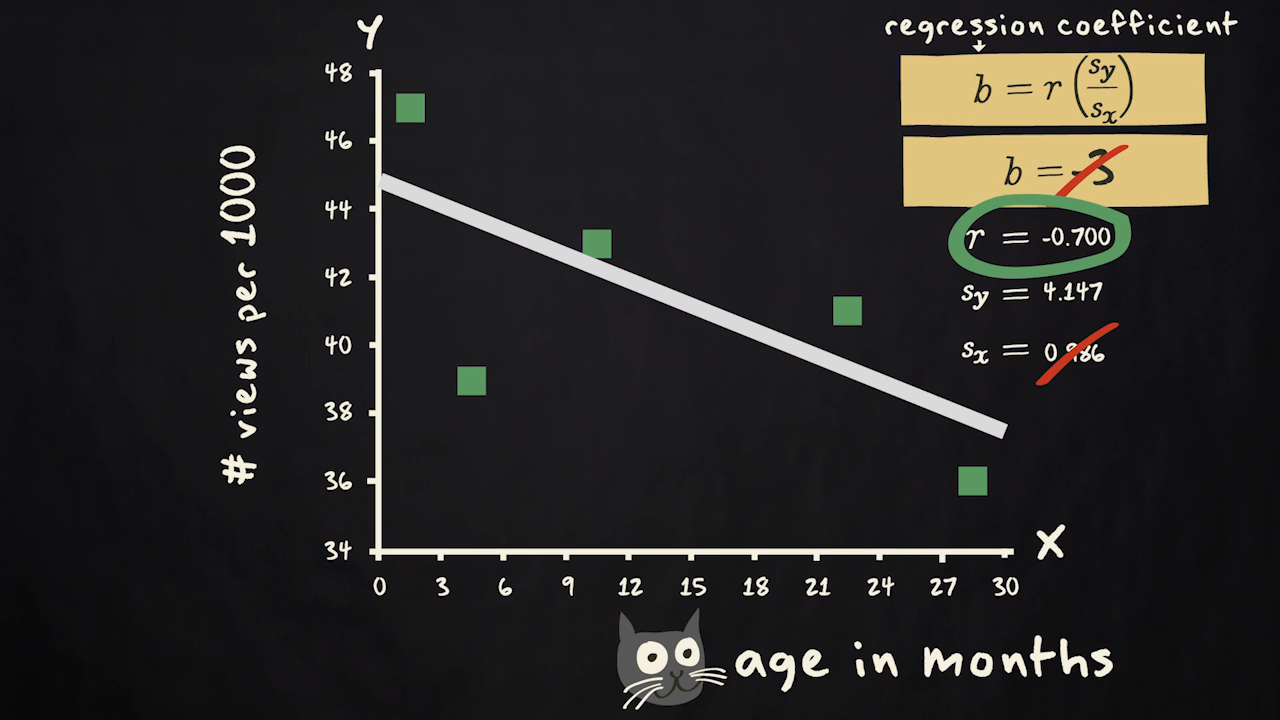 Y
regression coefficient
b = r (sy/sx)
b = -3
r = -0.700
sy = 4.147
sx = 0.986
# views per 1000
48
46
44
42
40
38
36
34
0 3 6 9 12 15 18 21 24 27 30
X
age in months